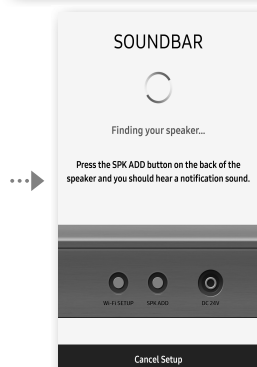 SOUNDBAR
Finding your speaker...
Press the SPK ADD button on the back of the
speaker and you should hear a notification sound.
Wi-Fi SETUP SPK ADD DC 24V
Cancel Setup